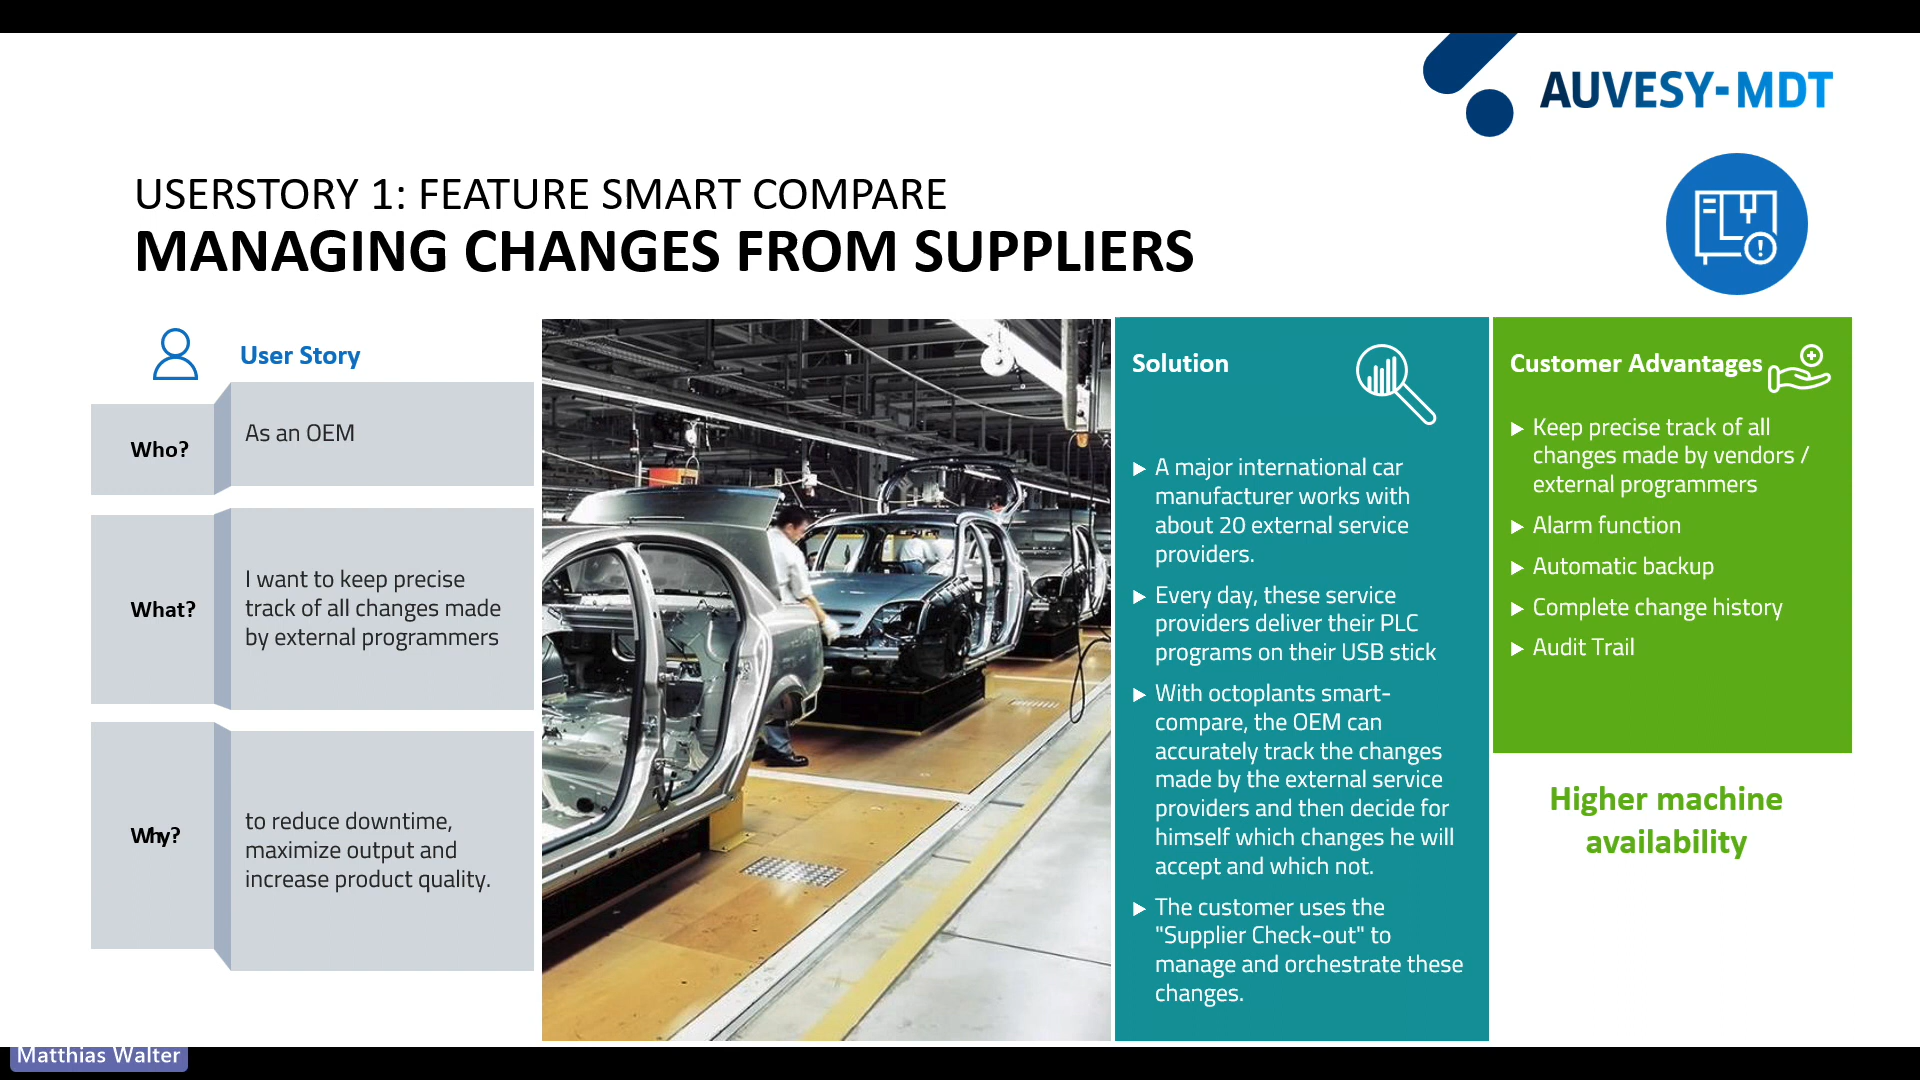 AUVESY-MDT
USERSTORY 1: FEATURE SMART COMPARE
MANAGING CHANGES FROM SUPPLIERS
User Story
Who?
As an OEM
What?
I want to keep precise
track of all changes made
by external programmers
Why?
to reduce downtime,
maximize output and
increase product quality.
Solution
A major international car
manufacturer works with
about 20 external service
providers.
Every day, these service
providers deliver their PLC
programs on their USB stick
With octoplants smart-
compare, the OEM can
accurately track the changes
made by the external service
providers and then decide for
himself which changes he will
accept and which not.
The customer uses the
"Supplier Check-out" to
manage and orchestrate these
changes.
Customer Advantages
Keep precise track of all
changes made by vendors /
external programmers
Alarm function
Automatic backup
Complete change history
Audit Trail
Higher machine
availability
Matthias Walter